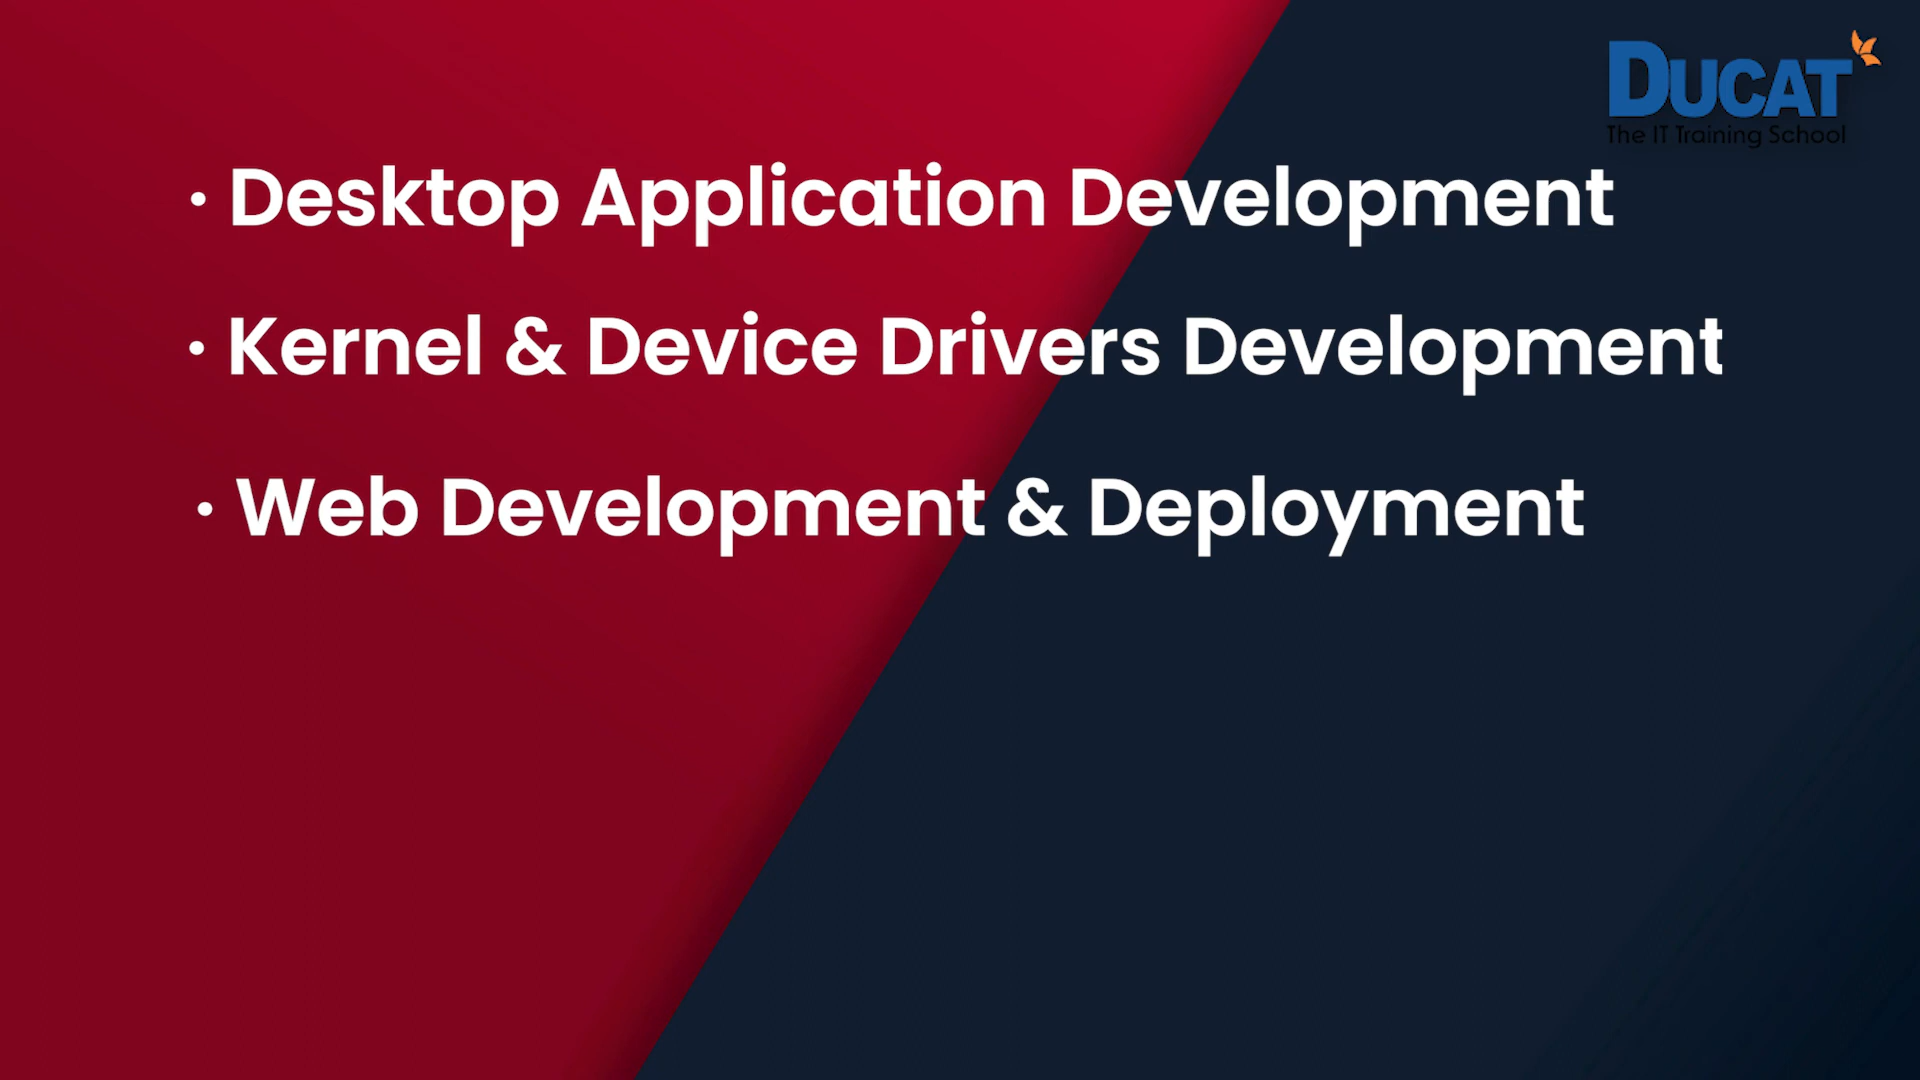 DUCAT
The IT Training School
• Desktop Application Development
• Kernel & Device Drivers Development
• Web Development & Deployment